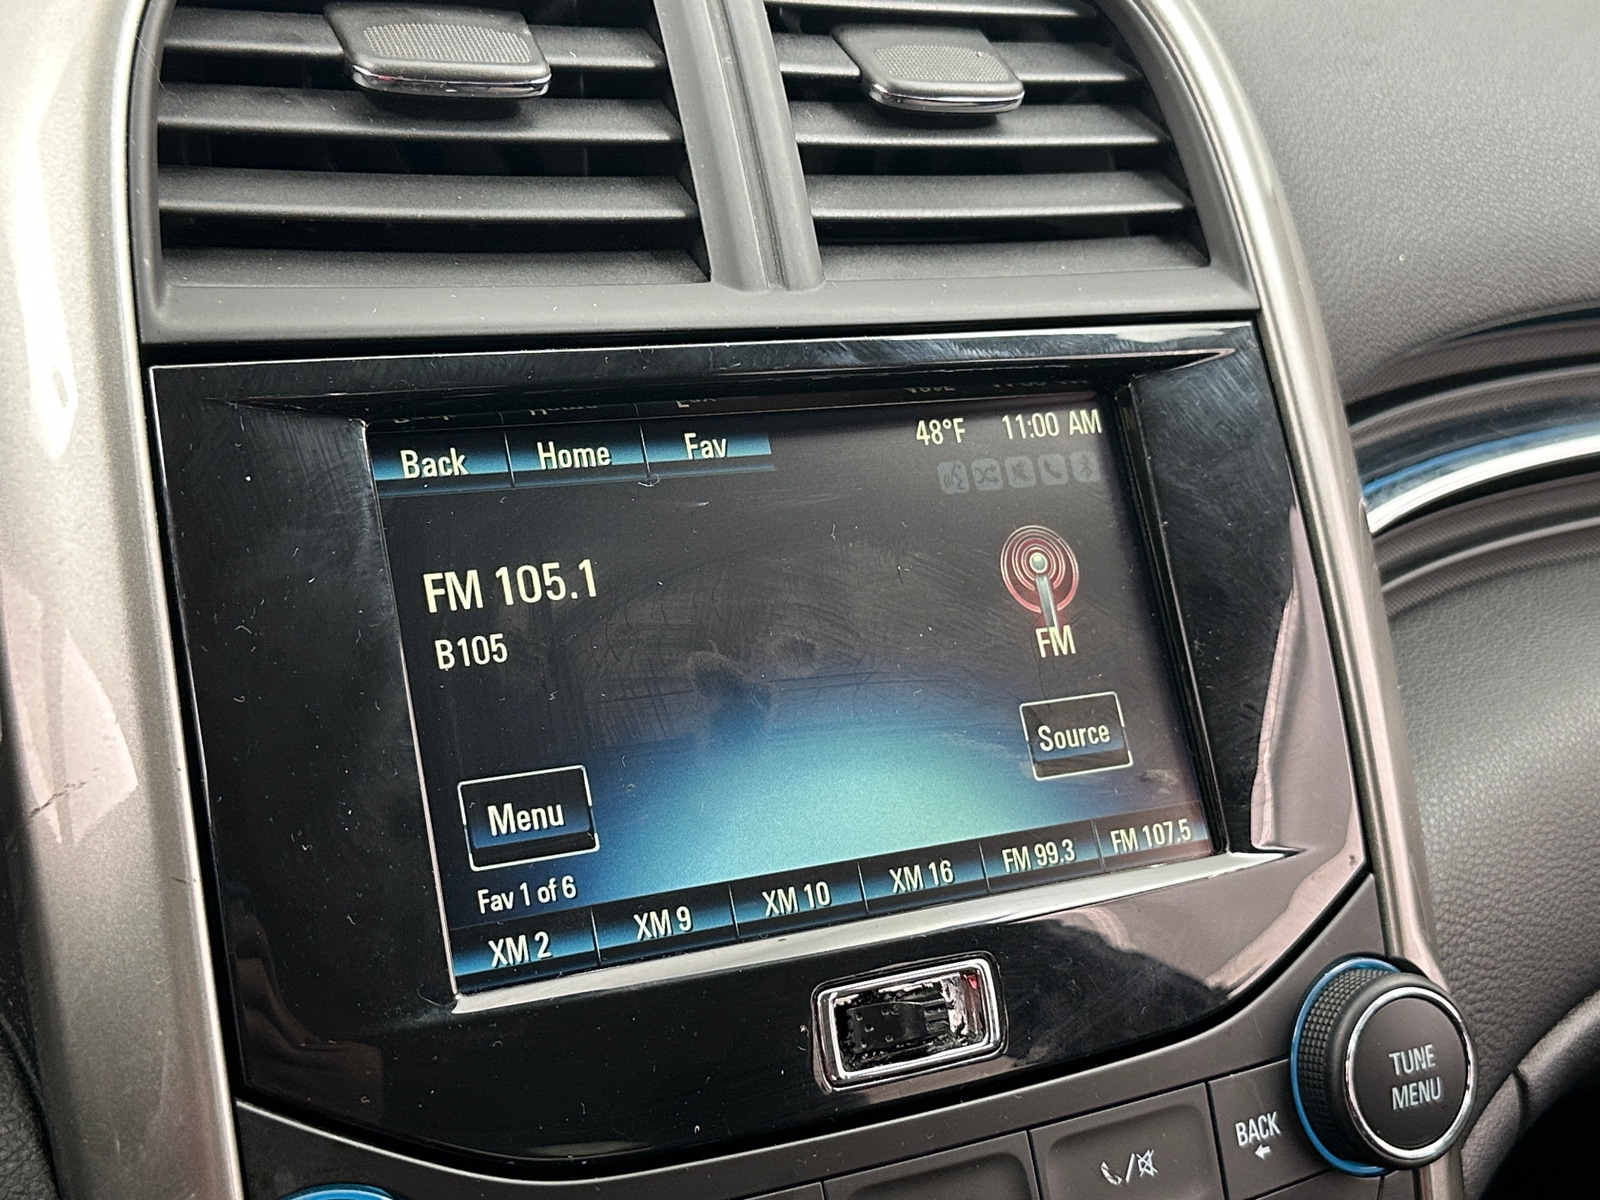 Back Home Fav 48°F 11:00 AM
FM 105.1
B105
FM
Source
Menu
Fav 1 of 6
XM 2 XM 9 XM 10 XM 16 FM 99.3 FM 107.5
TUNE
MENU
BACK